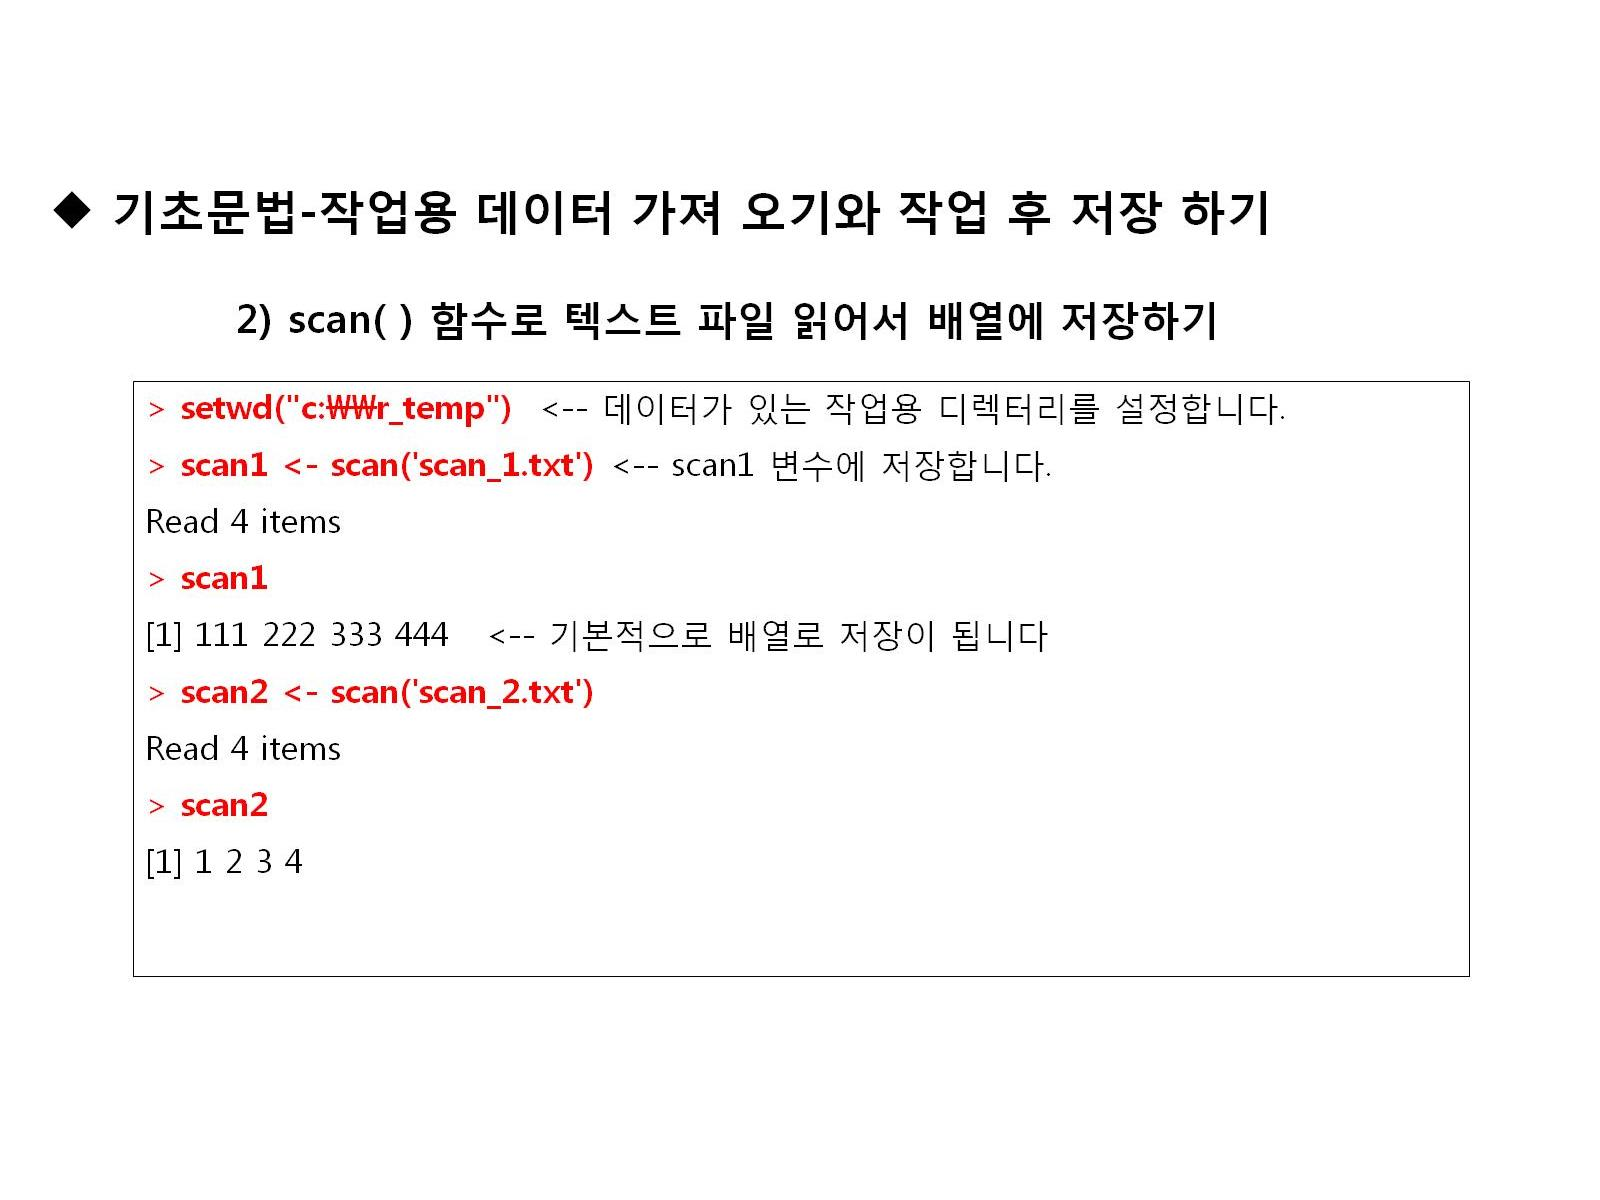 ◆ 기초문법-작업용 데이터 가져 오기와 작업 후 저장 하기
2) scan( ) 함수로 텍스트 파일 읽어서 배열에 저장하기
> setwd("c:₩₩r_temp") <-- 데이터가 있는 작업용 디렉터리를 설정합니다.
> scan1 <- scan('scan_1.txt') <-- scan1 변수에 저장합니다.
Read 4 items
> scan1
[1] 111 222 333 444 <-- 기본적으로 배열로 저장이 됩니다
> scan2 <- scan('scan_2.txt')
Read 4 items
> scan2
[1] 1 2 3 4